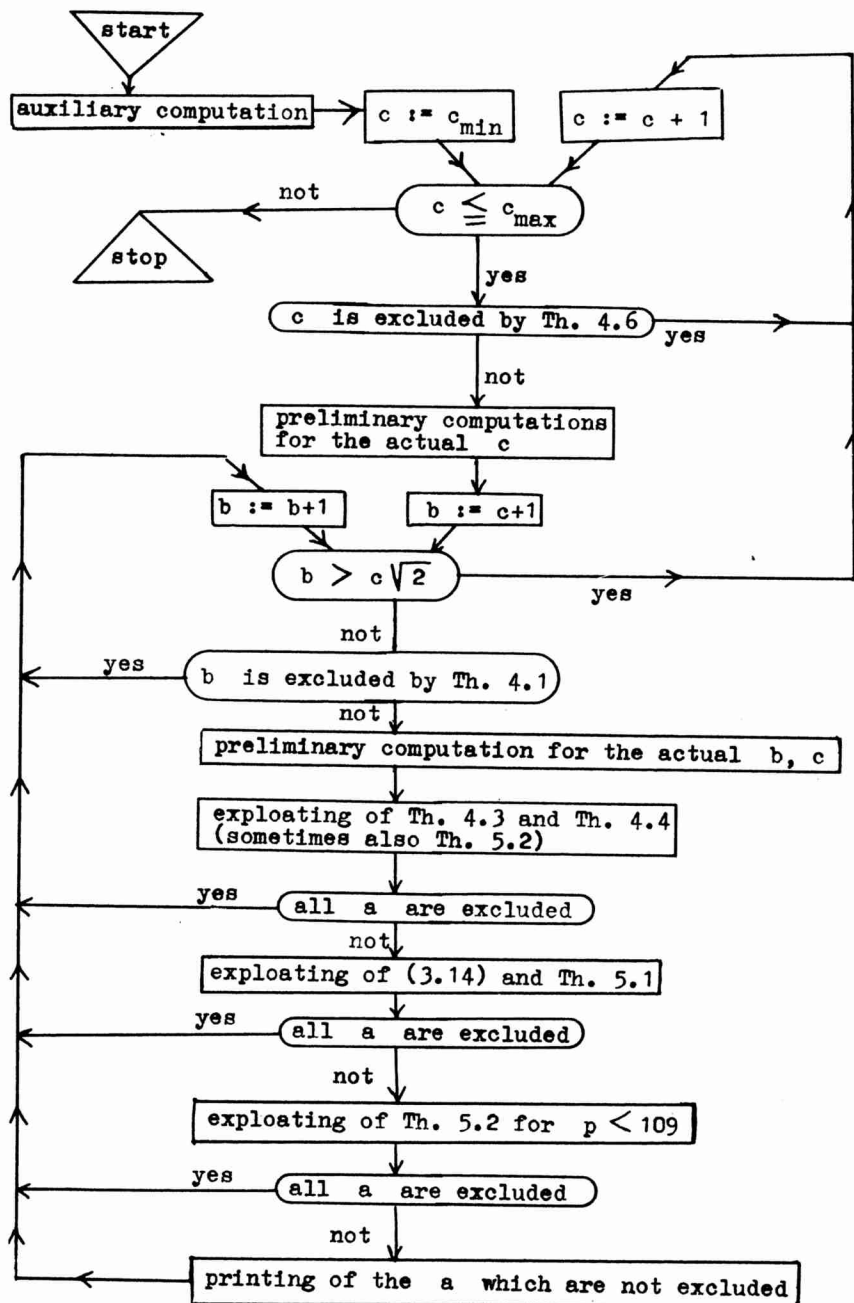 start
auxiliary computation
c := c_min
c := c + 1
not
c ≦ c_max
stop
yes
c is excluded by Th. 4.6
yes
not
preliminary computations
for the actual c
b := b+1
b := c+1
b > c √2
yes
not
yes
b is excluded by Th. 4.1
not
preliminary computation for the actual b, c
exploating of Th. 4.3 and Th. 4.4
(sometimes also Th. 5.2)
yes
all a are excluded
not
exploating of (3.14) and Th. 5.1
yes
all a are excluded
not
exploating of Th. 5.2 for p < 109
yes
all a are excluded
not
printing of the a which are not excluded